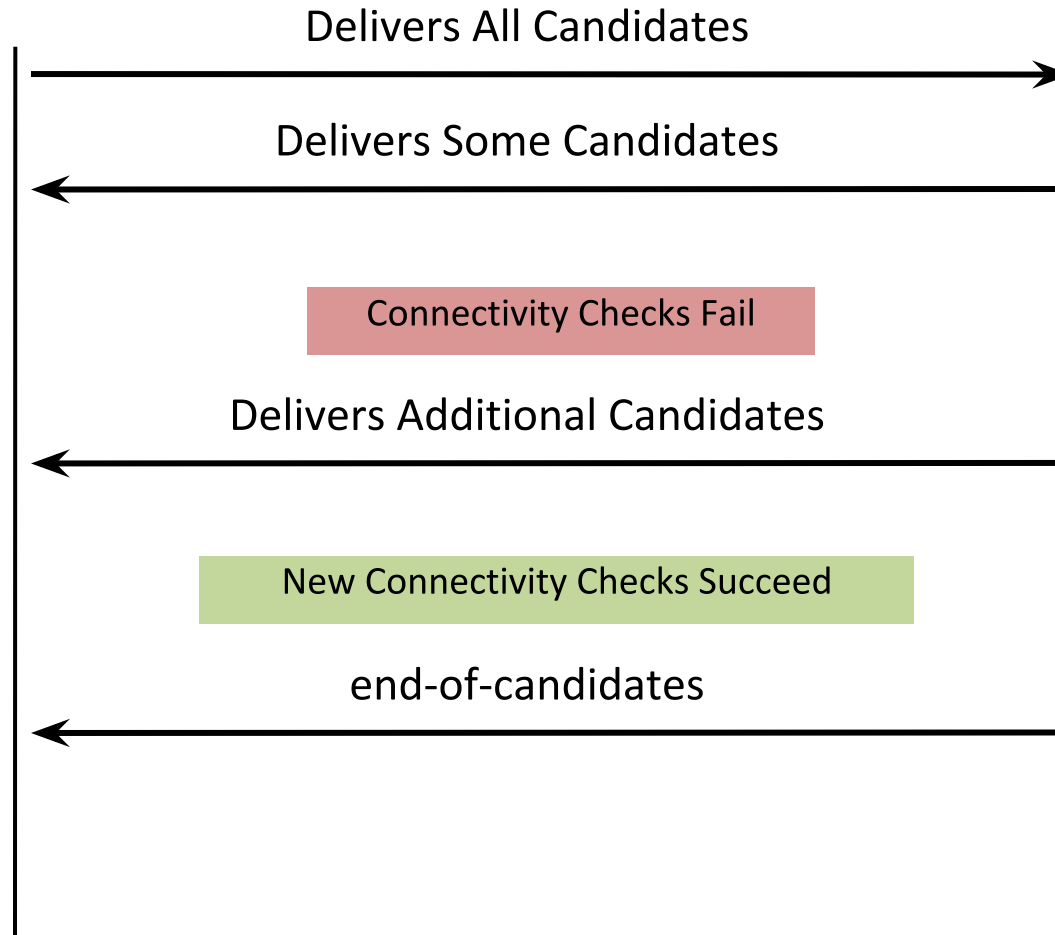 Delivers All Candidates
Delivers Some Candidates
Connectivity Checks Fail
Delivers Additional Candidates
New Connectivity Checks Succeed
end-of-candidates